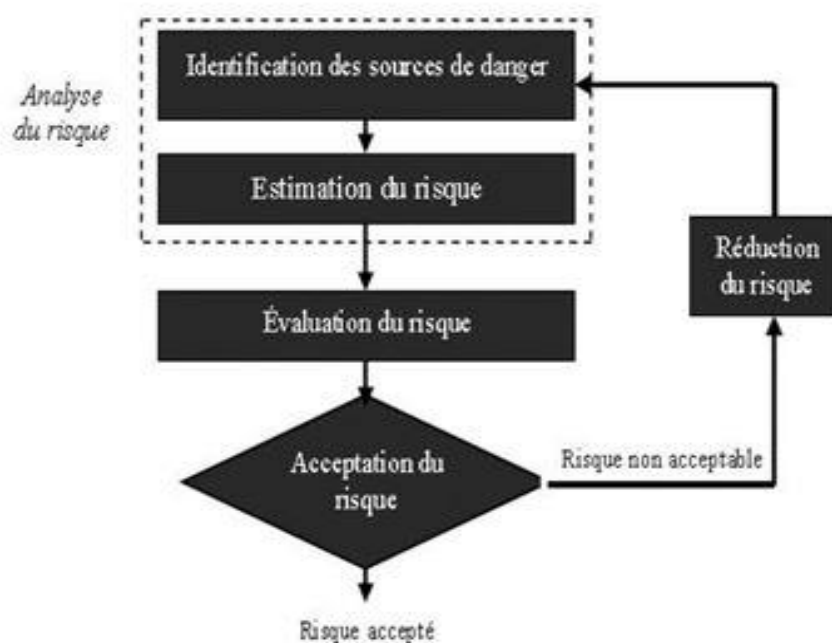 Identification des sources de danger
Analyse
du risque
Estimation du risque
Réduction
du risque
Évaluation du risque
Acceptation du
risque
Risque non acceptable
Risque accepté